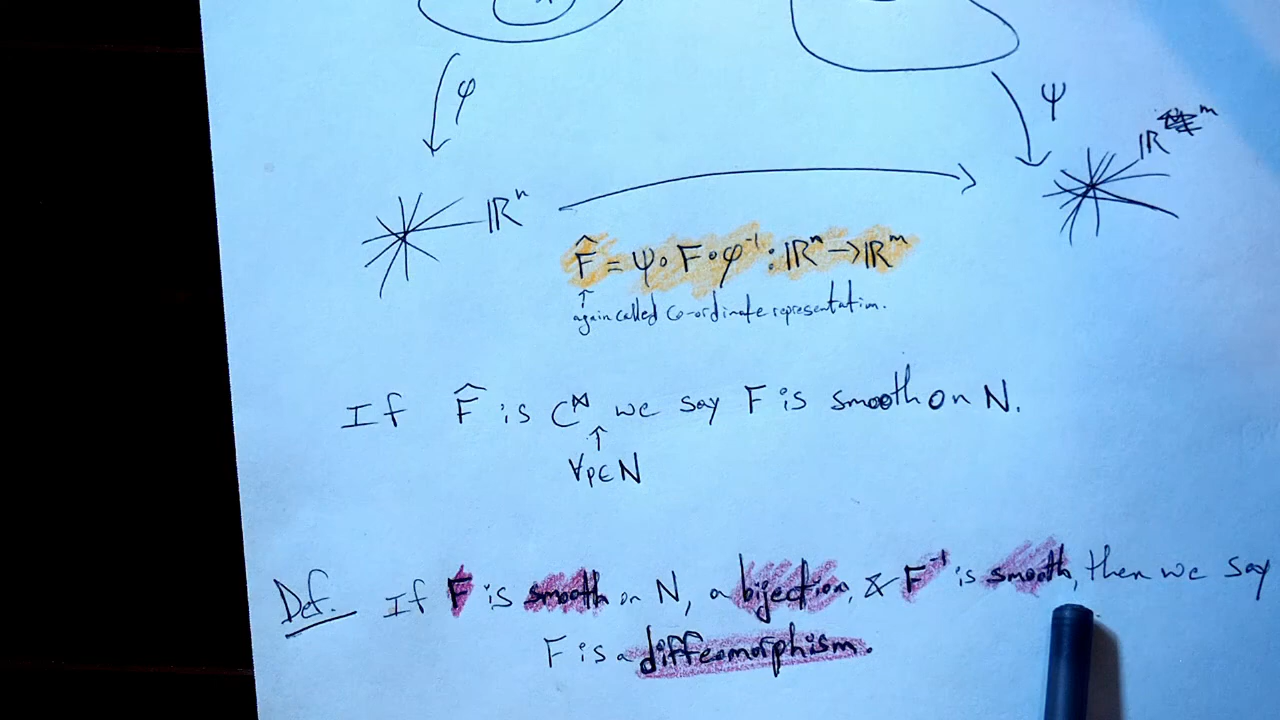 φ
Ψ
ℝⁿ
ℝᵐ
F̂ = Ψ∘F∘φ⁻¹ : ℝⁿ→ℝᵐ
↑
again called co-ordinate representation.
If F̂ is C^∞ we say F is smooth on N.
↑
∀p∈N
Def. If F is smooth on N, a bijection, & F⁻¹ is smooth, then we say
F is a diffeomorphism.